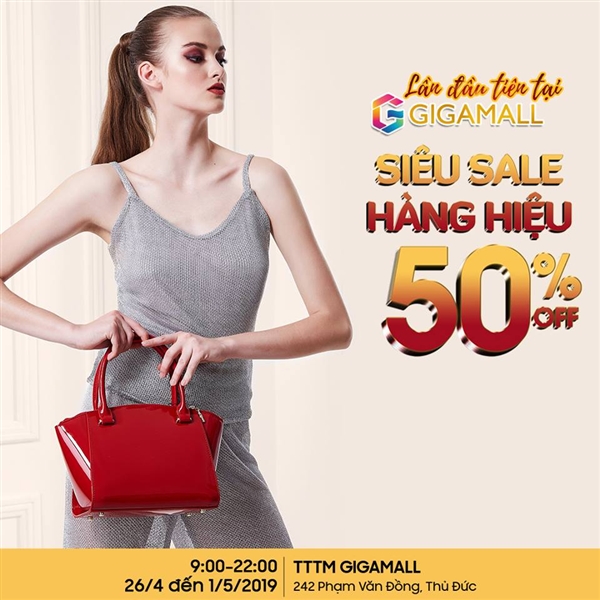 Lần đầu tiên tại
GIGAMALL
SIÊU SALE
HÀNG HIỆU
50%
OFF
9:00-22:00
26/4 đến 1/5/2019
TTTM GIGAMALL
242 Phạm Văn Đồng, Thủ Đức